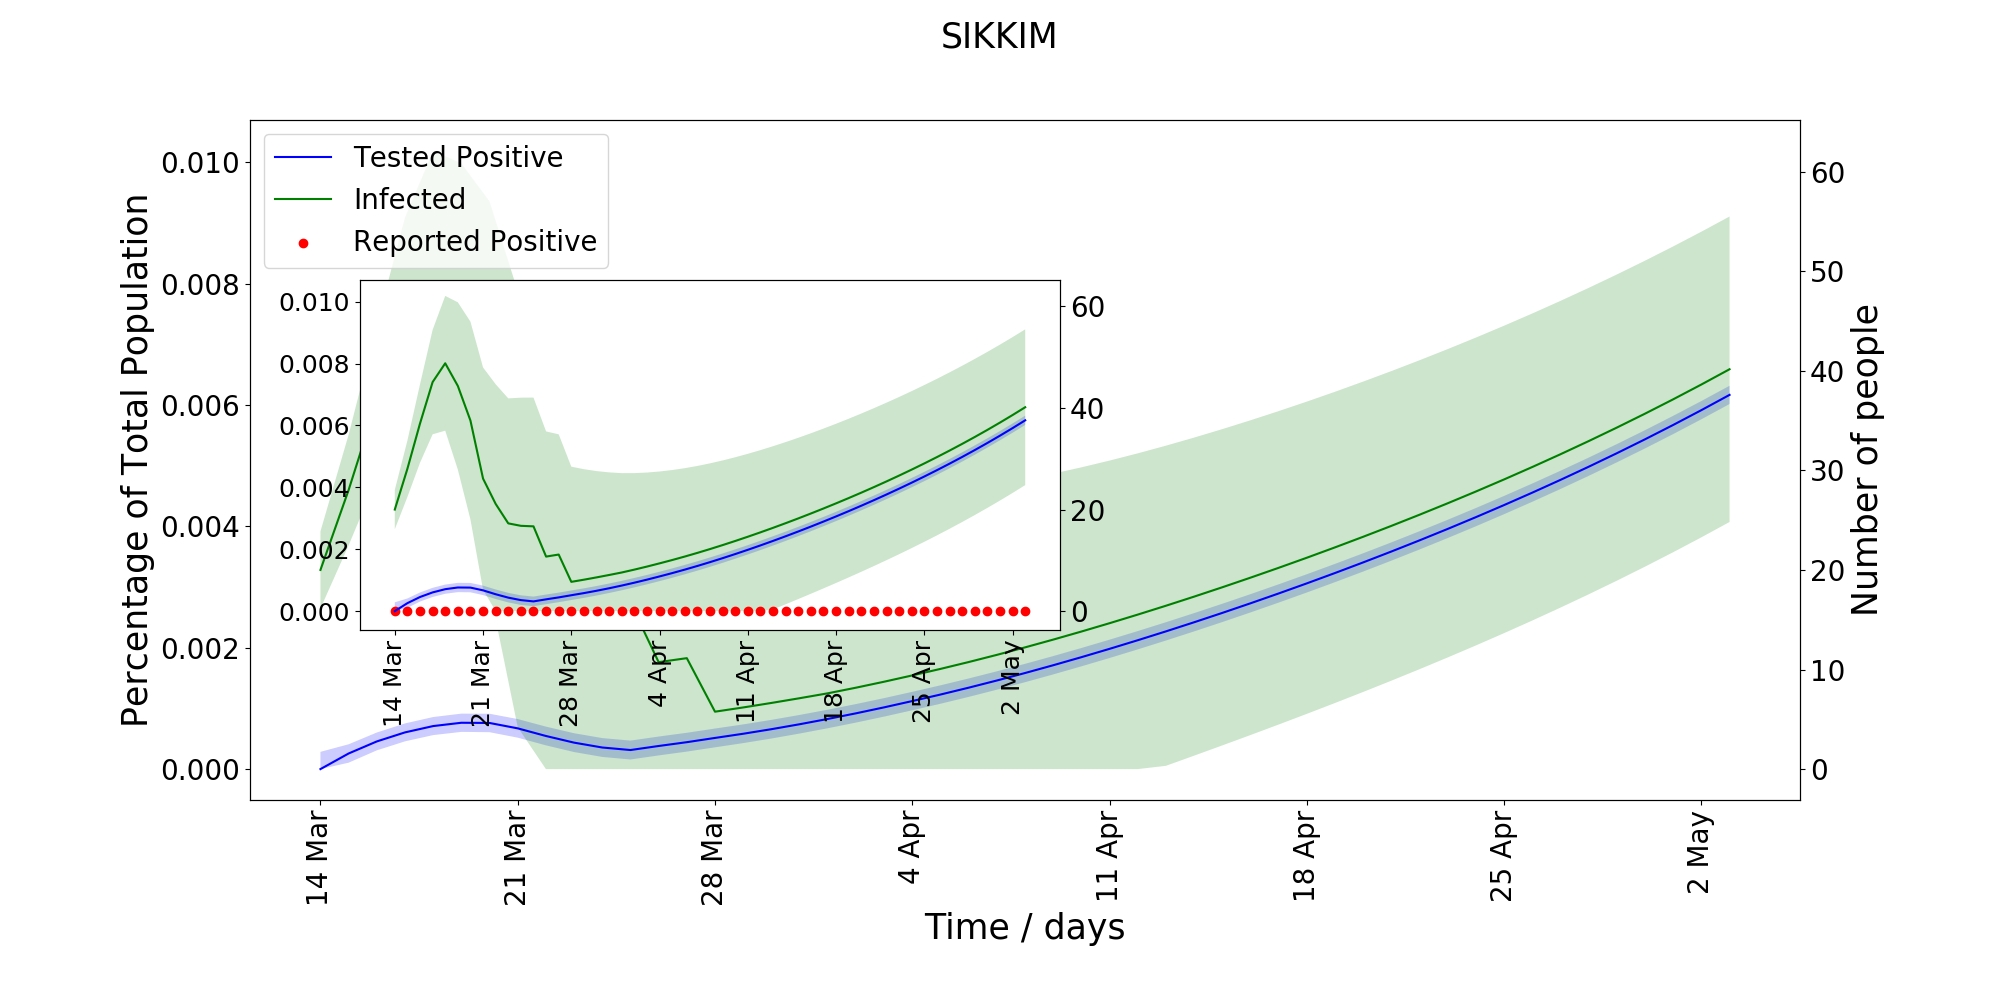 SIKKIM
Tested Positive
Infected
Reported Positive
Percentage of Total Population
0.010
0.008
0.006
0.004
0.002
0.000
60
50
40
30
20
10
0
Number of people
0.010
0.008
0.006
0.004
0.002
0.000
60
40
20
0
14 Mar
21 Mar
28 Mar
4 Apr
11 Apr
18 Apr
25 Apr
2 May
14 Mar
21 Mar
28 Mar
4 Apr
11 Apr
18 Apr
25 Apr
2 May
Time / days